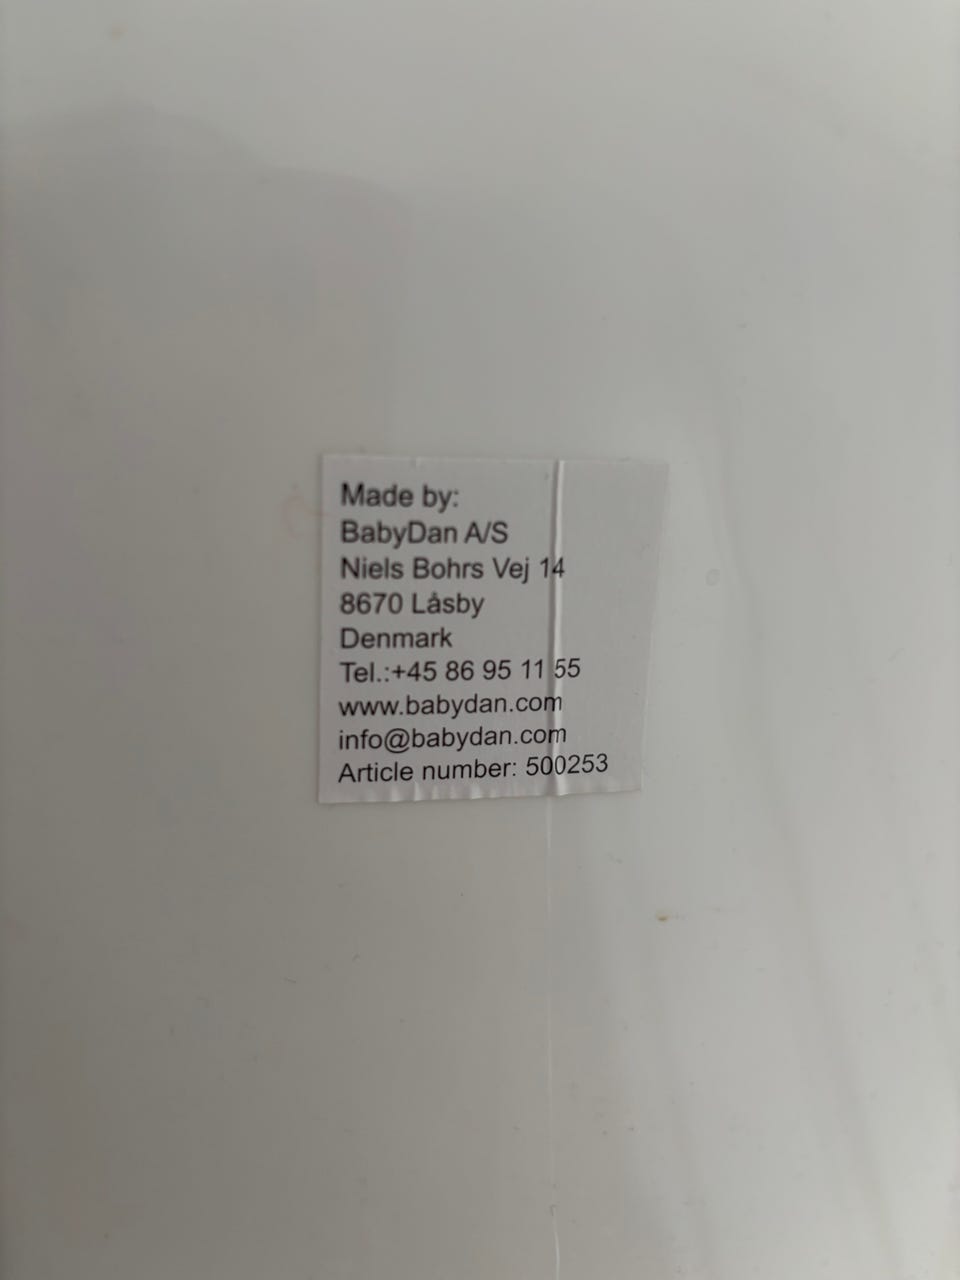 Made by:
BabyDan A/S
Niels Bohrs Vej 14
8670 Låsby
Denmark
Tel.:+45 86 95 11 55
www.babydan.com
info@babydan.com
Article number: 500253